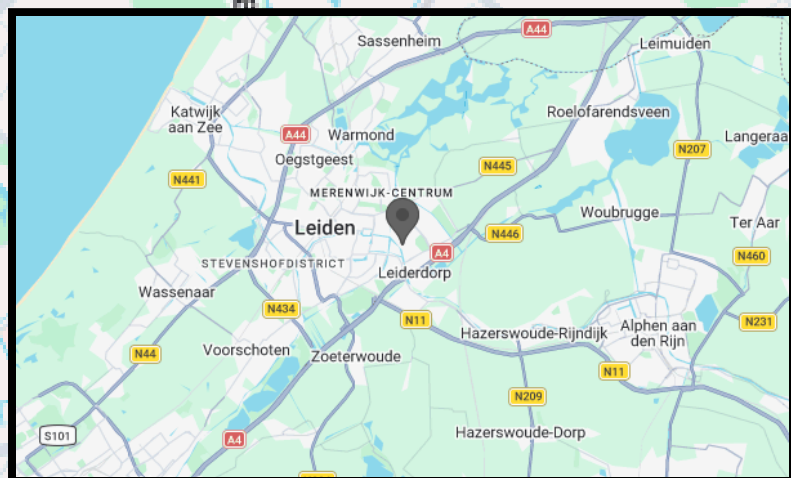 Sassenheim
A44
Leimuiden
Katwijk
aan Zee
A44
Warmond
Roelofarendsveen
N207
Langeraa
Oegstgeest
N441
N445
MERENWIJK-CENTRUM
Leiden
Woubrugge
Ter Aar
N446
A4
N460
STEVENSHOFDISTRICT
Leiderdorp
Wassenaar
N434
N11
N231
Hazerswoude-Rijndijk
Alphen aan
den Rijn
N44
Voorschoten
Zoeterwoude
N11
N209
S101
A4
Hazerswoude-Dorp